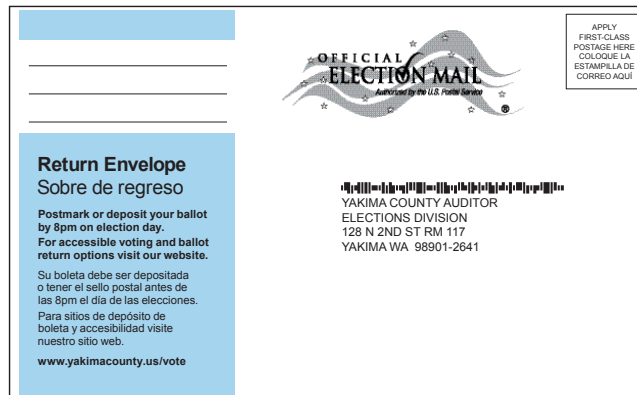 OFFICIAL
ELECTION MAIL
Authorized by the U.S. Postal Service
®
APPLY
FIRST-CLASS
POSTAGE HERE
COLOQUE LA
ESTAMPILLA DE
CORREO AQUÍ
Return Envelope
Sobre de regreso
Postmark or deposit your ballot
by 8pm on election day.
For accessible voting and ballot
return options visit our website.
Su boleta debe ser depositada
o tener el sello postal antes de
las 8pm el día de las elecciones.
Para sitios de depósito de
boleta y accesibilidad visite
nuestro sitio web.
www.yakimacounty.us/vote
YAKIMA COUNTY AUDITOR
ELECTIONS DIVISION
128 N 2ND ST RM 117
YAKIMA WA 98901-2641